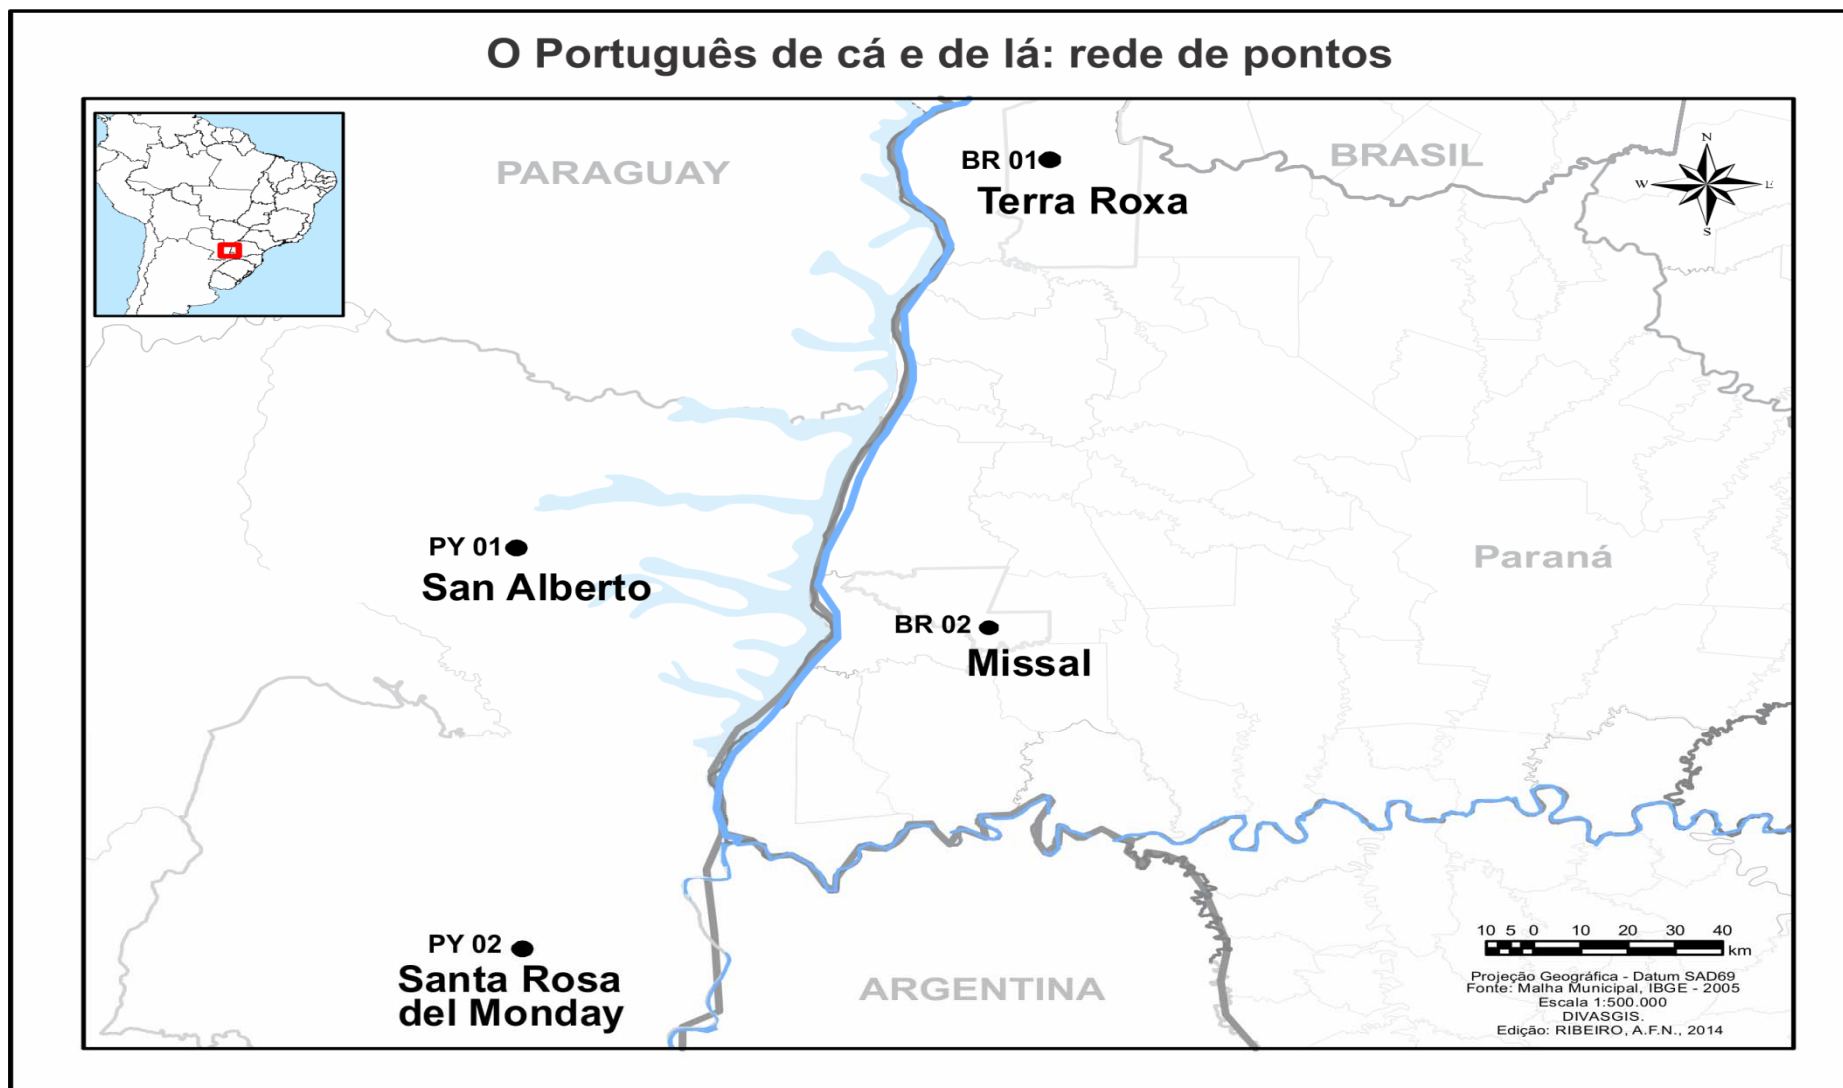 O Português de cá e de lá: rede de pontos
PARAGUAY
BR 01
Terra Roxa
BRASIL
N
W
E
S
PY 01
San Alberto
BR 02
Missal
Paraná
PY 02
Santa Rosa
del Monday
ARGENTINA
10 5 0 10 20 30 40
km
Projeção Geográfica - Datum SAD69
Fonte: Malha Municipal, IBGE - 2005
Escala 1:500.000
DIVASGIS.
Edição: RIBEIRO, A.F.N., 2014